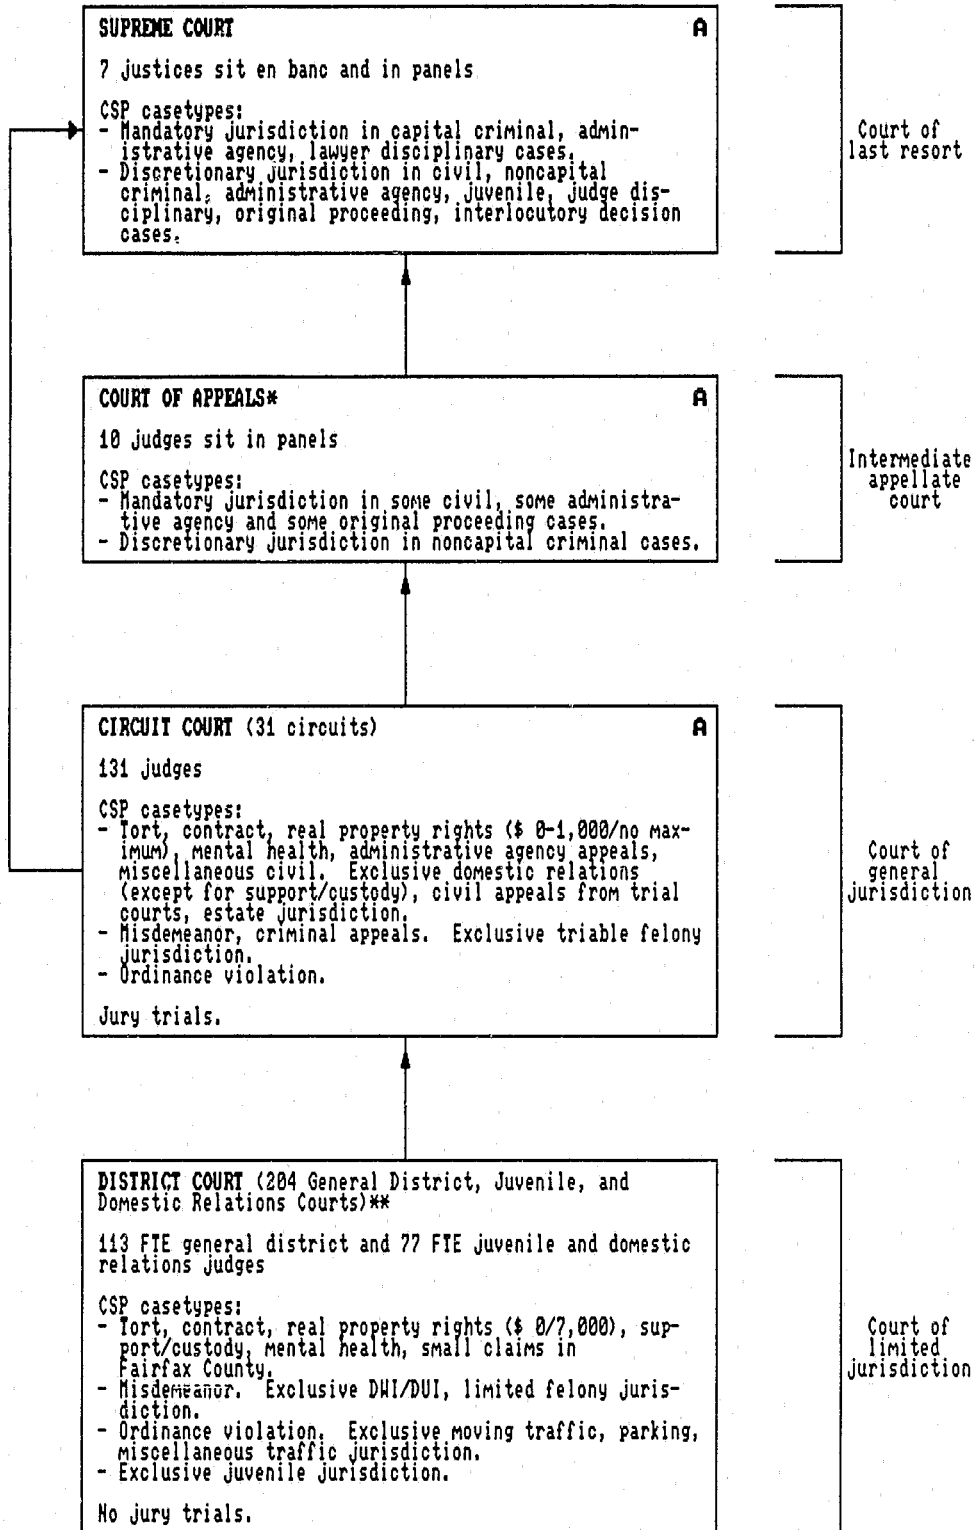 SUPREME COURT A
7 justices sit en banc and in panels
CSP casetypes:
- Mandatory jurisdiction in capital criminal, admin-
istrative agency, lawyer disciplinary cases.
- Discretionary jurisdiction in civil, noncapital
criminal, administrative agency, juvenile, judge dis-
ciplinary, original proceeding, interlocutory decision
cases.
Court of
last resort
COURT OF APPEALS* A
10 judges sit in panels
CSP casetypes:
- Mandatory jurisdiction in some civil, some administra-
tive agency and some original proceeding cases.
- Discretionary jurisdiction in noncapital criminal cases.
Intermediate
appellate
court
CIRCUIT COURT (31 circuits) A
131 judges
CSP casetypes:
- Tort, contract, real property rights ($ 0-1,000/no max-
imum), mental health, administrative agency appeals,
miscellaneous civil. Exclusive domestic relations
(except for support/custody), civil appeals from trial
courts, estate jurisdiction.
- Misdemeanor, criminal appeals. Exclusive triable felony
jurisdiction.
- Ordinance violation.
Jury trials.
Court of
general
jurisdiction
DISTRICT COURT (204 General District, Juvenile, and
Domestic Relations Courts)**
113 FTE general district and 77 FTE juvenile and domestic
relations judges
CSP casetypes:
- Tort, contract, real property rights ($ 0/7,000), sup-
port/custody, mental health, small claims in
Fairfax County.
- Misdemeanor. Exclusive DWI/DUI, limited felony juris-
diction.
- Ordinance violation. Exclusive moving traffic, parking,
miscellaneous traffic jurisdiction.
- Exclusive juvenile jurisdiction.
No jury trials.
Court of
limited
jurisdiction